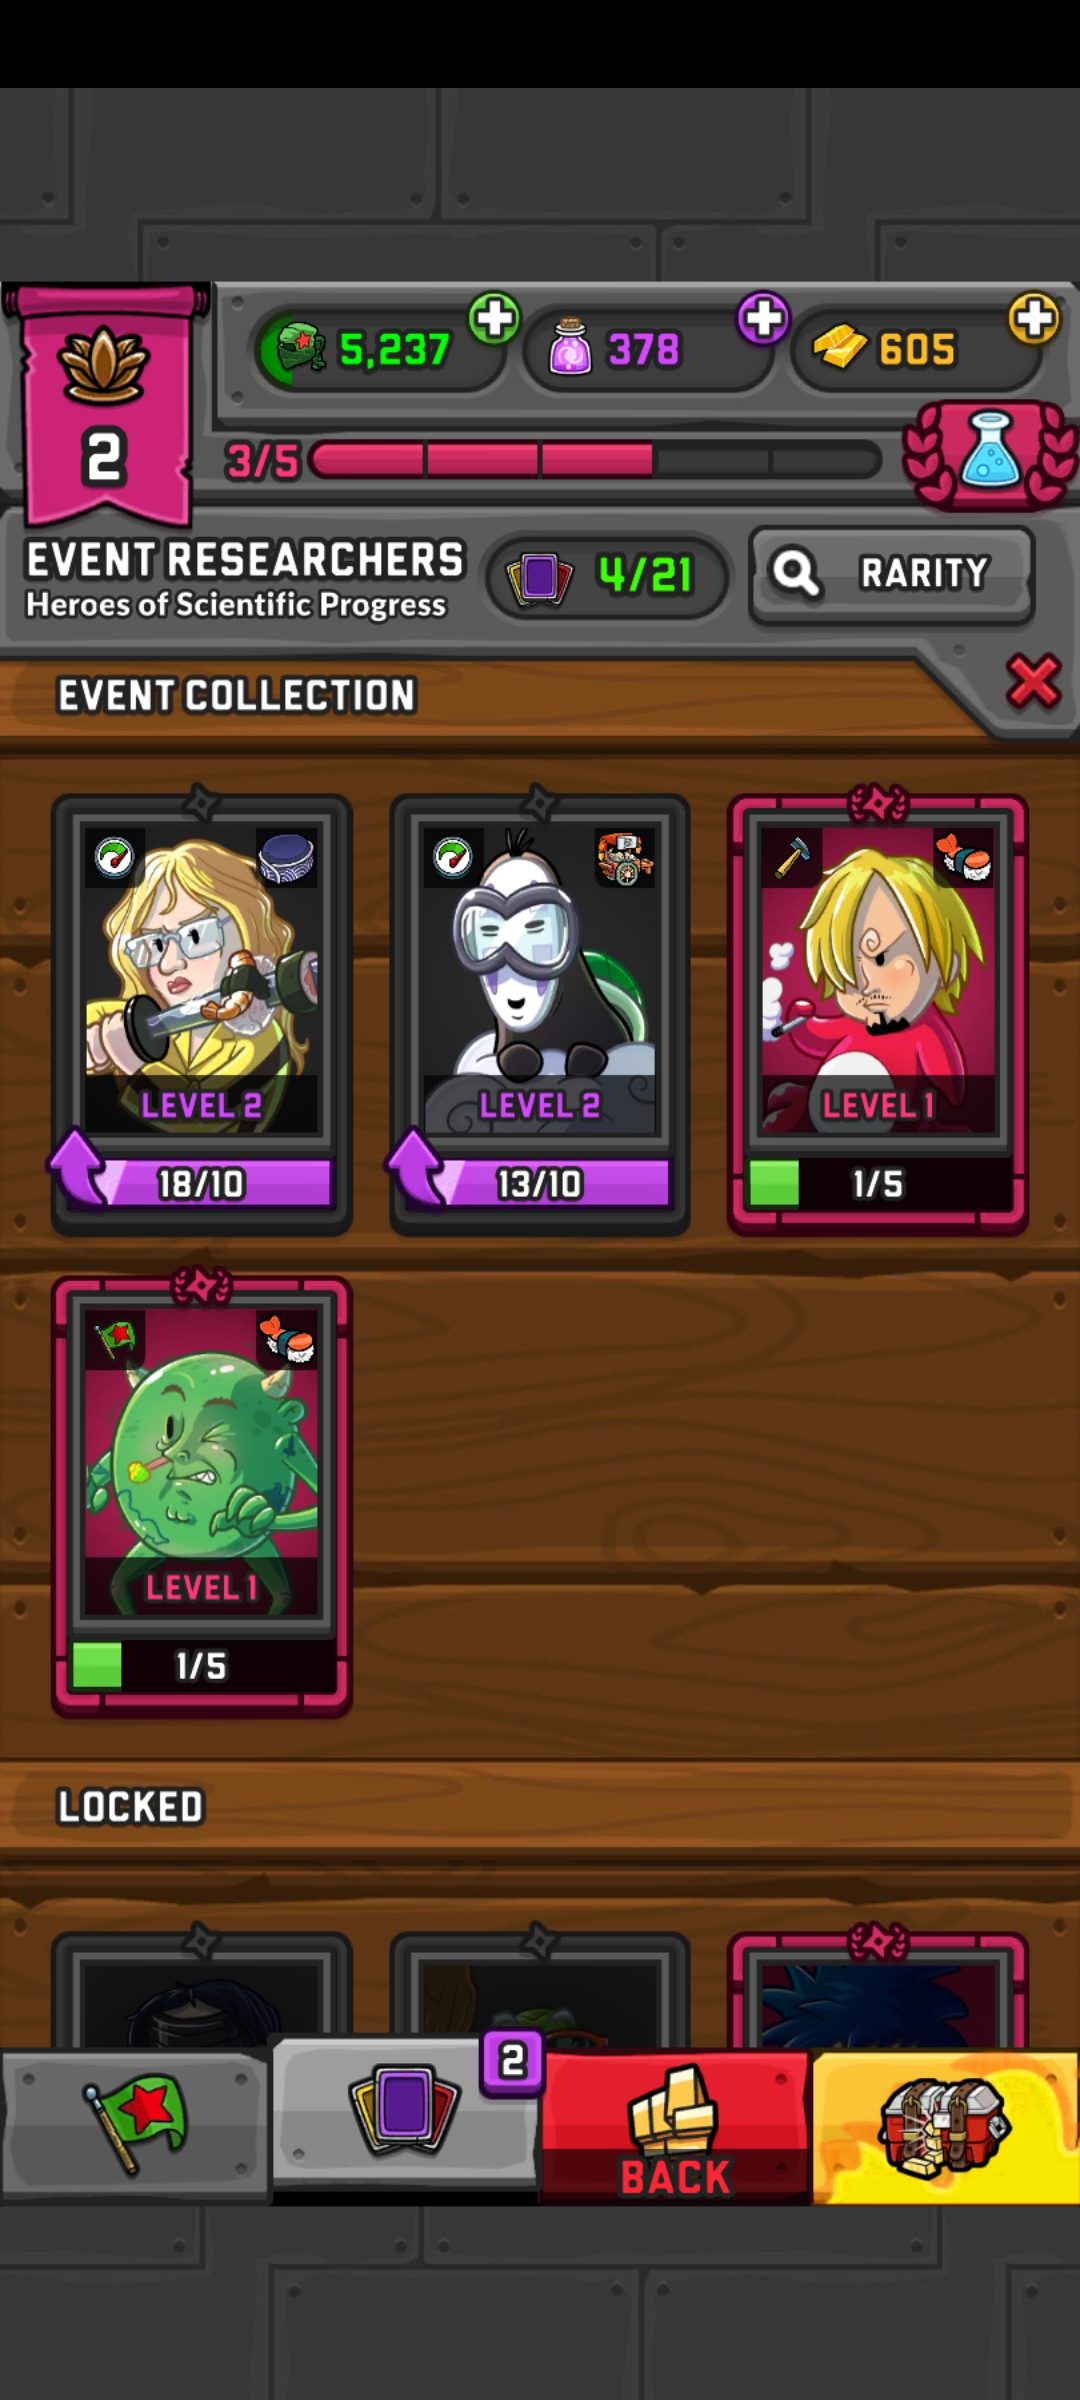 5,237
378
605
2
3/5
EVENT RESEARCHERS
Heroes of Scientific Progress
4/21
RARITY
EVENT COLLECTION
LEVEL 2
18/10
LEVEL 2
13/10
LEVEL 1
1/5
LEVEL 1
1/5
LOCKED
2
BACK